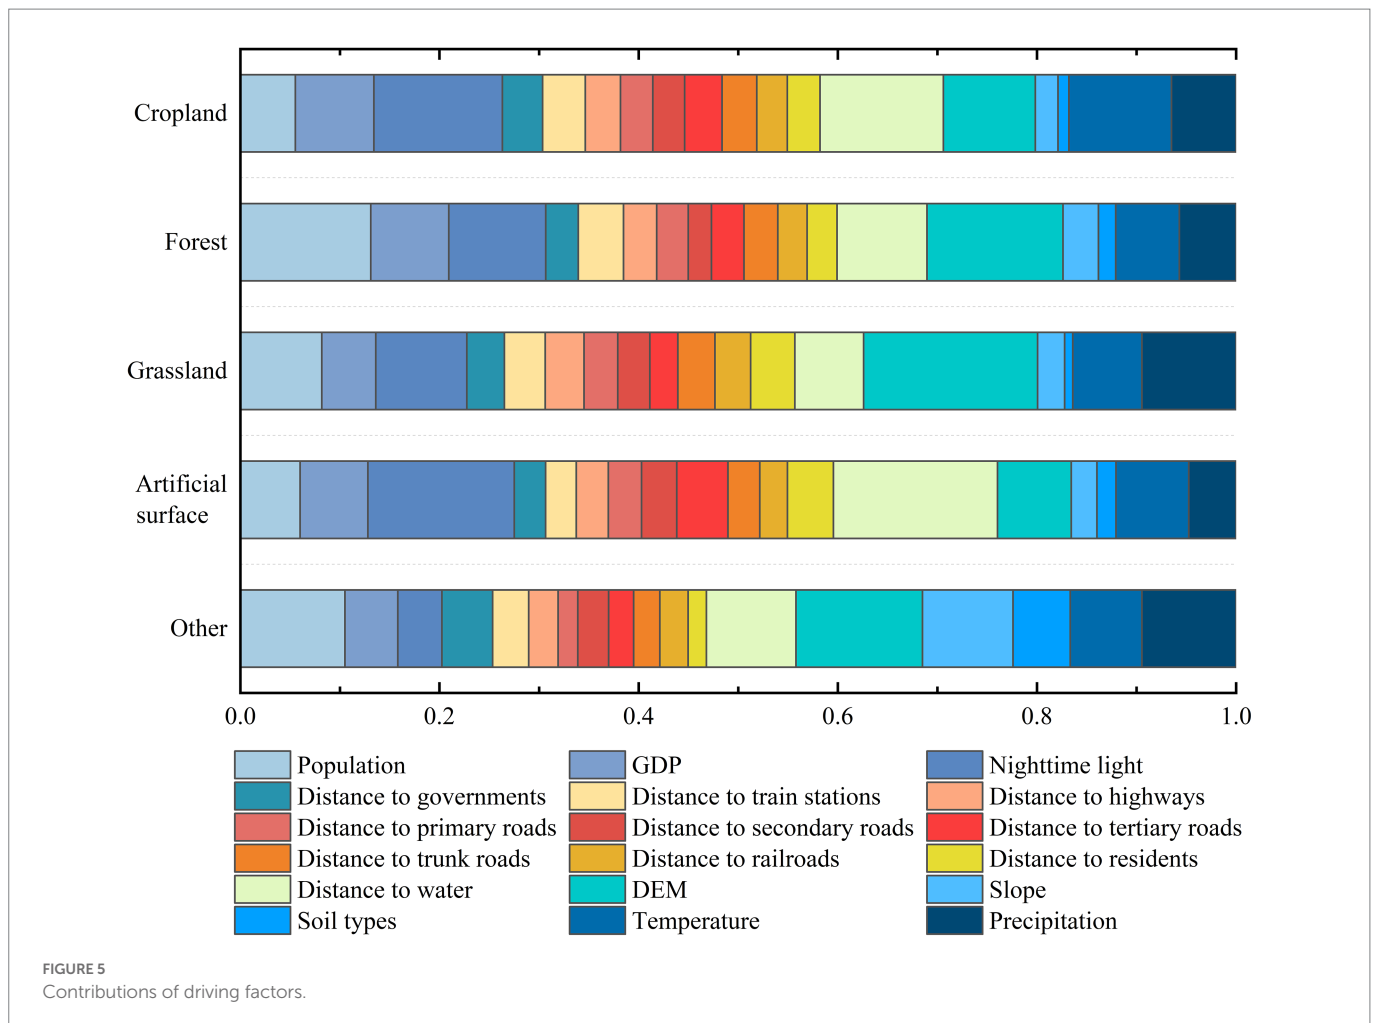 Cropland
Forest
Grassland
Artificial
surface
Other
0.0 0.2 0.4 0.6 0.8 1.0
Population GDP Nighttime light
Distance to governments Distance to train stations Distance to highways
Distance to primary roads Distance to secondary roads Distance to tertiary roads
Distance to trunk roads Distance to railroads Distance to residents
Distance to water DEM Slope
Soil types Temperature Precipitation
FIGURE 5
Contributions of driving factors.